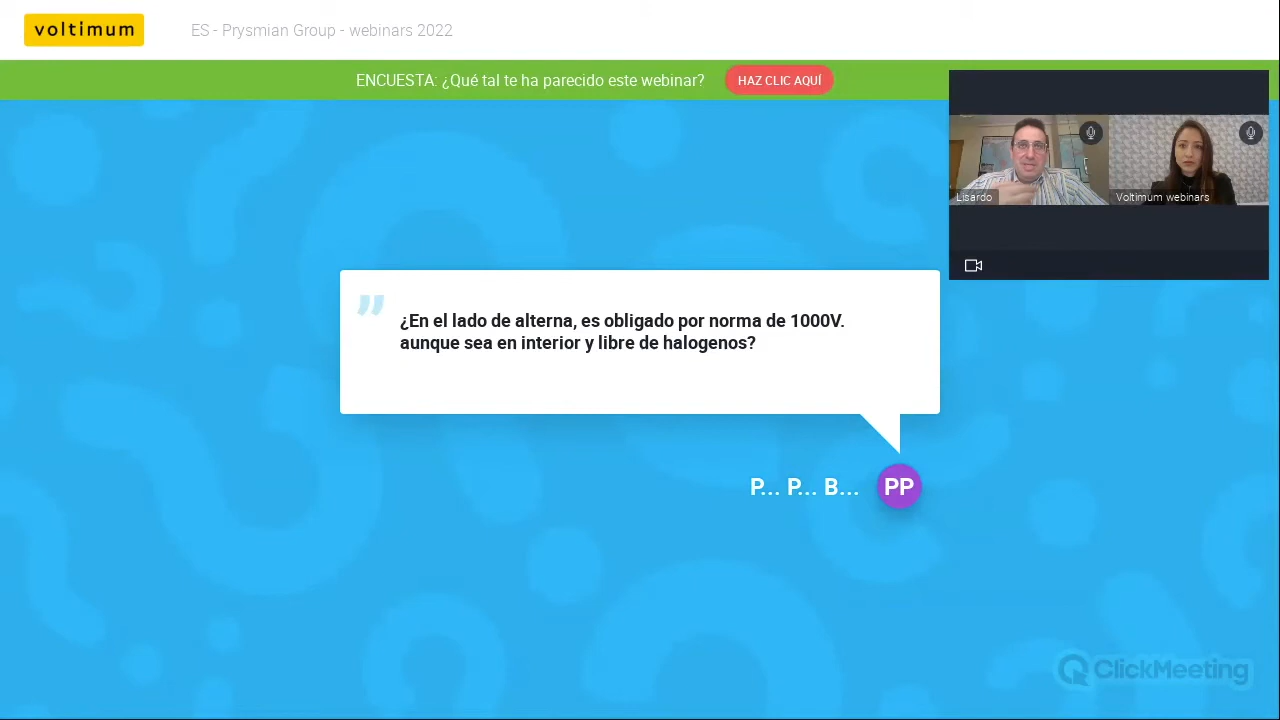 voltimum
ES - Prysmian Group - webinars 2022
ENCUESTA: ¿Qué tal te ha parecido este webinar?
HAZ CLIC AQUÍ
Lisardo
Voltimum webinars
¿En el lado de alterna, es obligado por norma de 1000V.
aunque sea en interior y libre de halogenos?
P... P... B...
PP
ClickMeeting